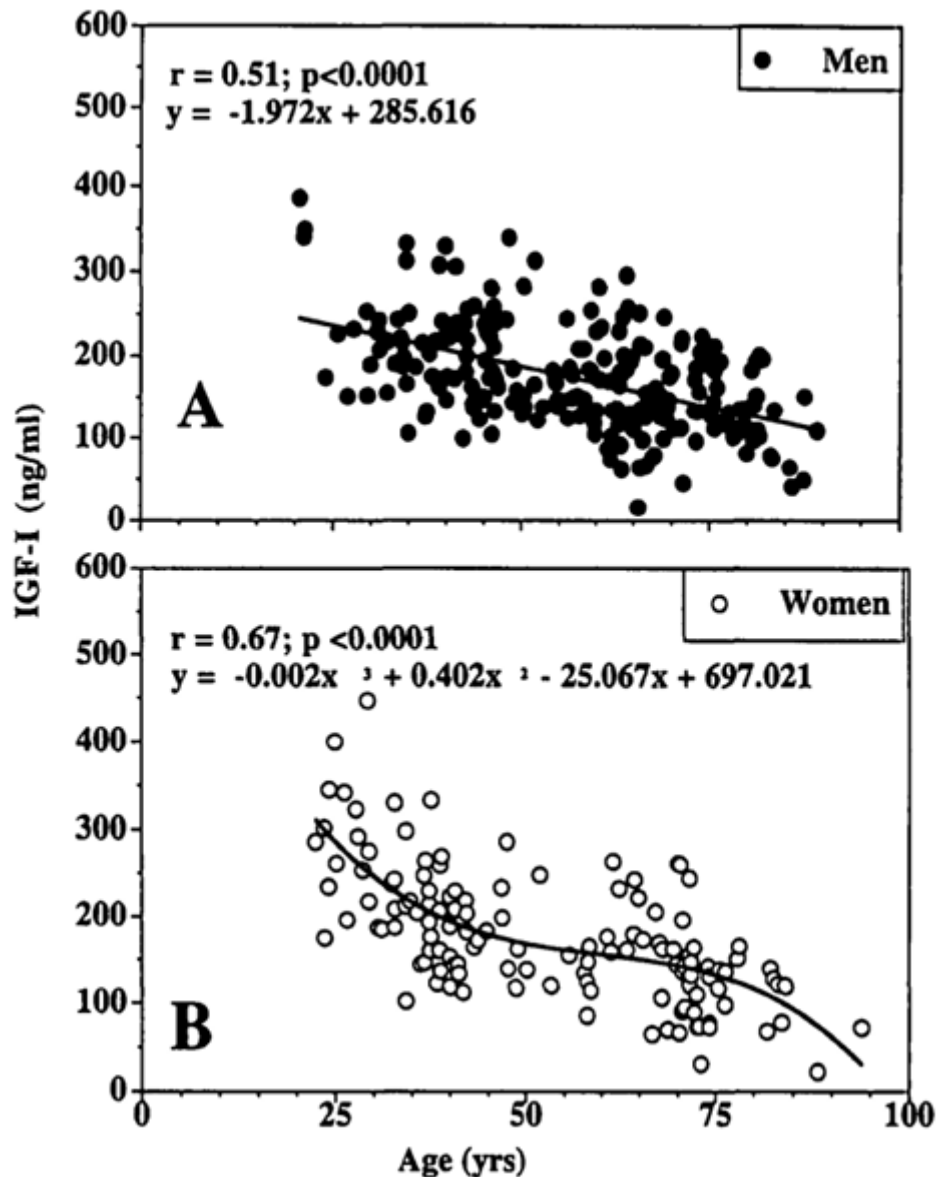 600
500
400
300
200
100
0
Men
r = 0.51; p<0.0001
y = -1.972x + 285.616
A
IGF-I (ng/ml)
600
500
400
300
200
100
0
Women
r = 0.67; p <0.0001
y = -0.002x ³ + 0.402x ² - 25.067x + 697.021
B
0 25 50 75 100
Age (yrs)